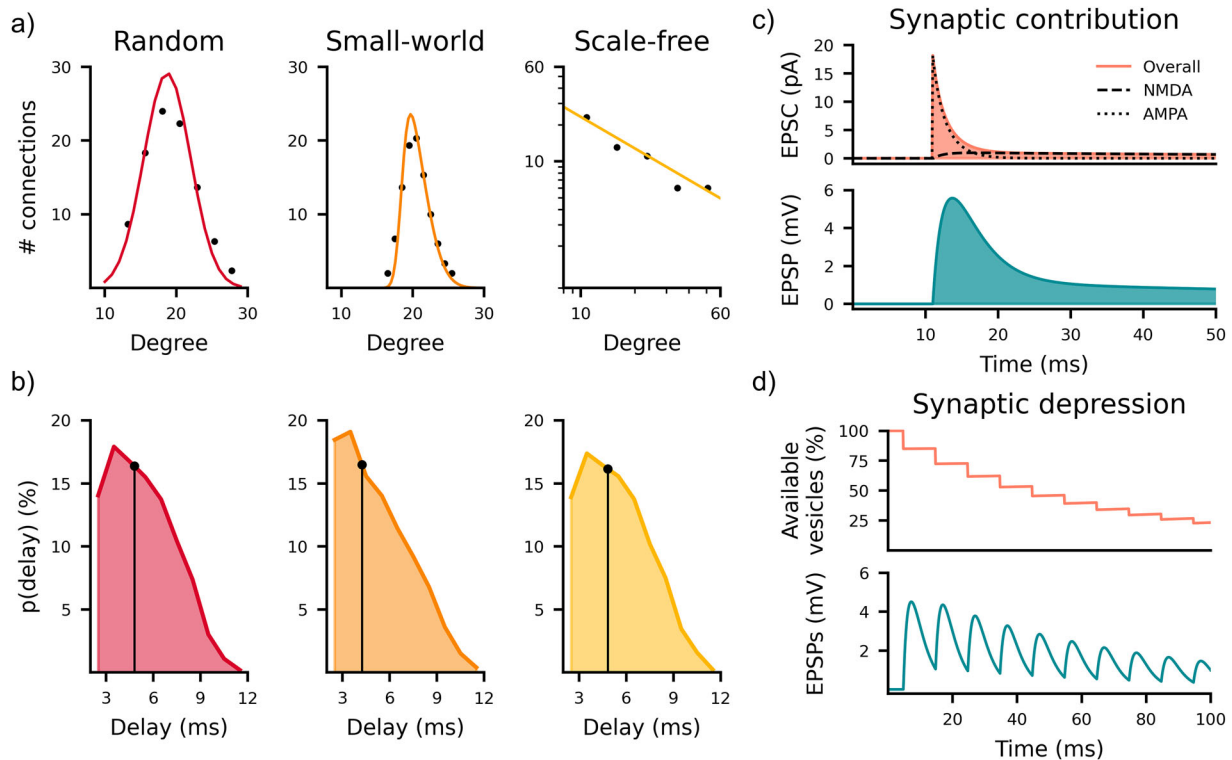 a)
Random
Small-world
Scale-free
# connections
30
20
10
10 20 30
Degree
30
20
10
10 20 30
Degree
60
10
10 60
Degree
b)
p(delay) (%)
20
15
10
5
3 6 9 12
Delay (ms)
20
15
10
5
3 6 9 12
Delay (ms)
20
15
10
5
3 6 9 12
Delay (ms)
c)
Synaptic contribution
EPSC (pA)
20
15
10
5
0
Overall
NMDA
AMPA
EPSP (mV)
6
4
2
0
10 20 30 40 50
Time (ms)
d)
Synaptic depression
Available
vesicles (%)
100
75
50
25
EPSPs (mV)
6
4
2
20 40 60 80 100
Time (ms)